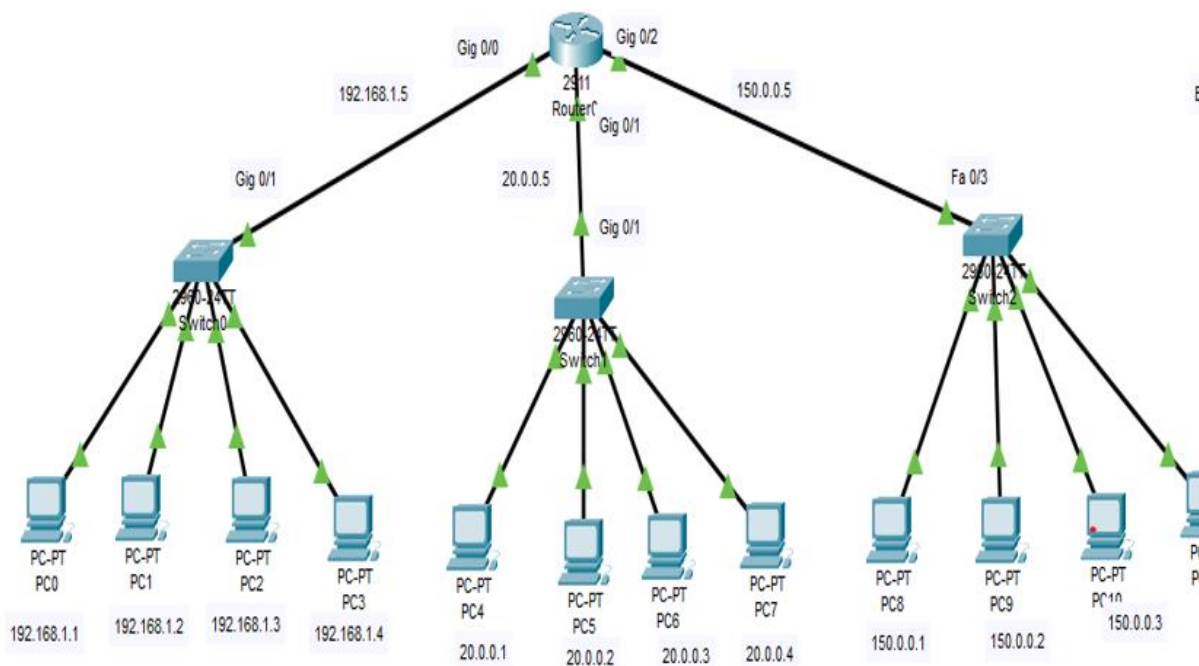 Gig 0/0
Gig 0/2
2911
Gig 0/1
192.168.1.5
150.0.0.5
Gig 0/1
20.0.0.5
Gig 0/1
Fa 0/3
2960-24TT
Switch0
2960-24TT
Switch1
2960-24TT
Switch2
PC-PT
PC0
PC-PT
PC1
PC-PT
PC2
PC-PT
PC3
PC-PT
PC4
PC-PT
PC5
PC-PT
PC6
PC-PT
PC7
PC-PT
PC8
PC-PT
PC9
PC-PT
PC10
192.168.1.1
192.168.1.2
192.168.1.3
192.168.1.4
20.0.0.1
20.0.0.2
20.0.0.3
20.0.0.4
150.0.0.1
150.0.0.2
150.0.0.3